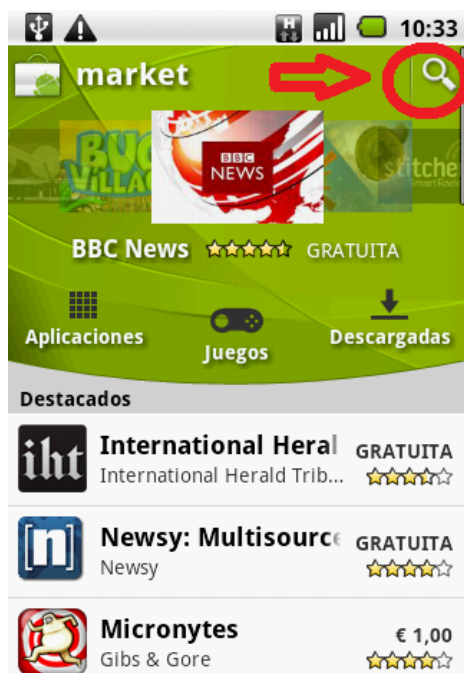 H 10:33
market
BUG VILLAGE
BBC NEWS
stitche
SmartRadio
BBC News GRATUITA
Aplicaciones
Juegos
Descargadas
Destacados
iht
International Heral GRATUITA
International Herald Trib...
[n]
Newsy: Multisource GRATUITA
Newsy
Micronytes € 1,00
Gibs & Gore